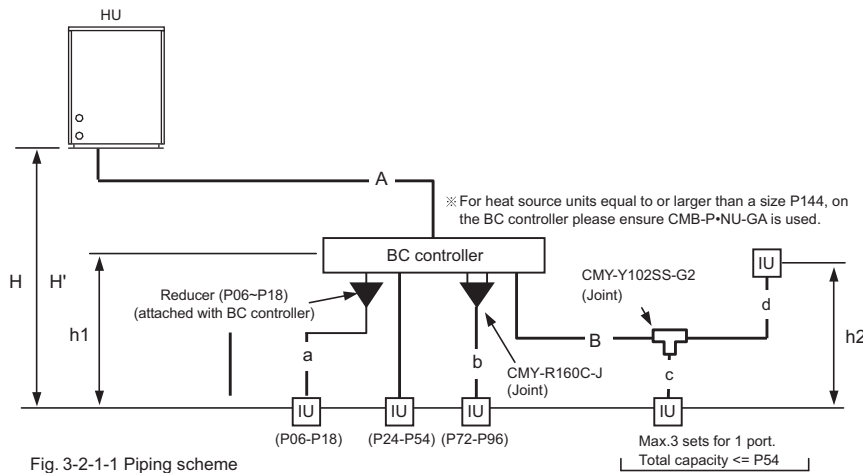 HU
A
※ For heat source units equal to or larger than a size P144, on
the BC controller please ensure CMB-P•NU-GA is used.
BC controller
CMY-Y102SS-G2
(Joint)
IU
H
H'
h1
Reducer (P06~P18)
(attached with BC controller)
a
b
B
CMY-R160C-J
(Joint)
c
d
h2
IU
IU
IU
IU
(P06-P18)
(P24-P54)
(P72-P96)
Max.3 sets for 1 port.
Total capacity <= P54
Fig. 3-2-1-1 Piping scheme